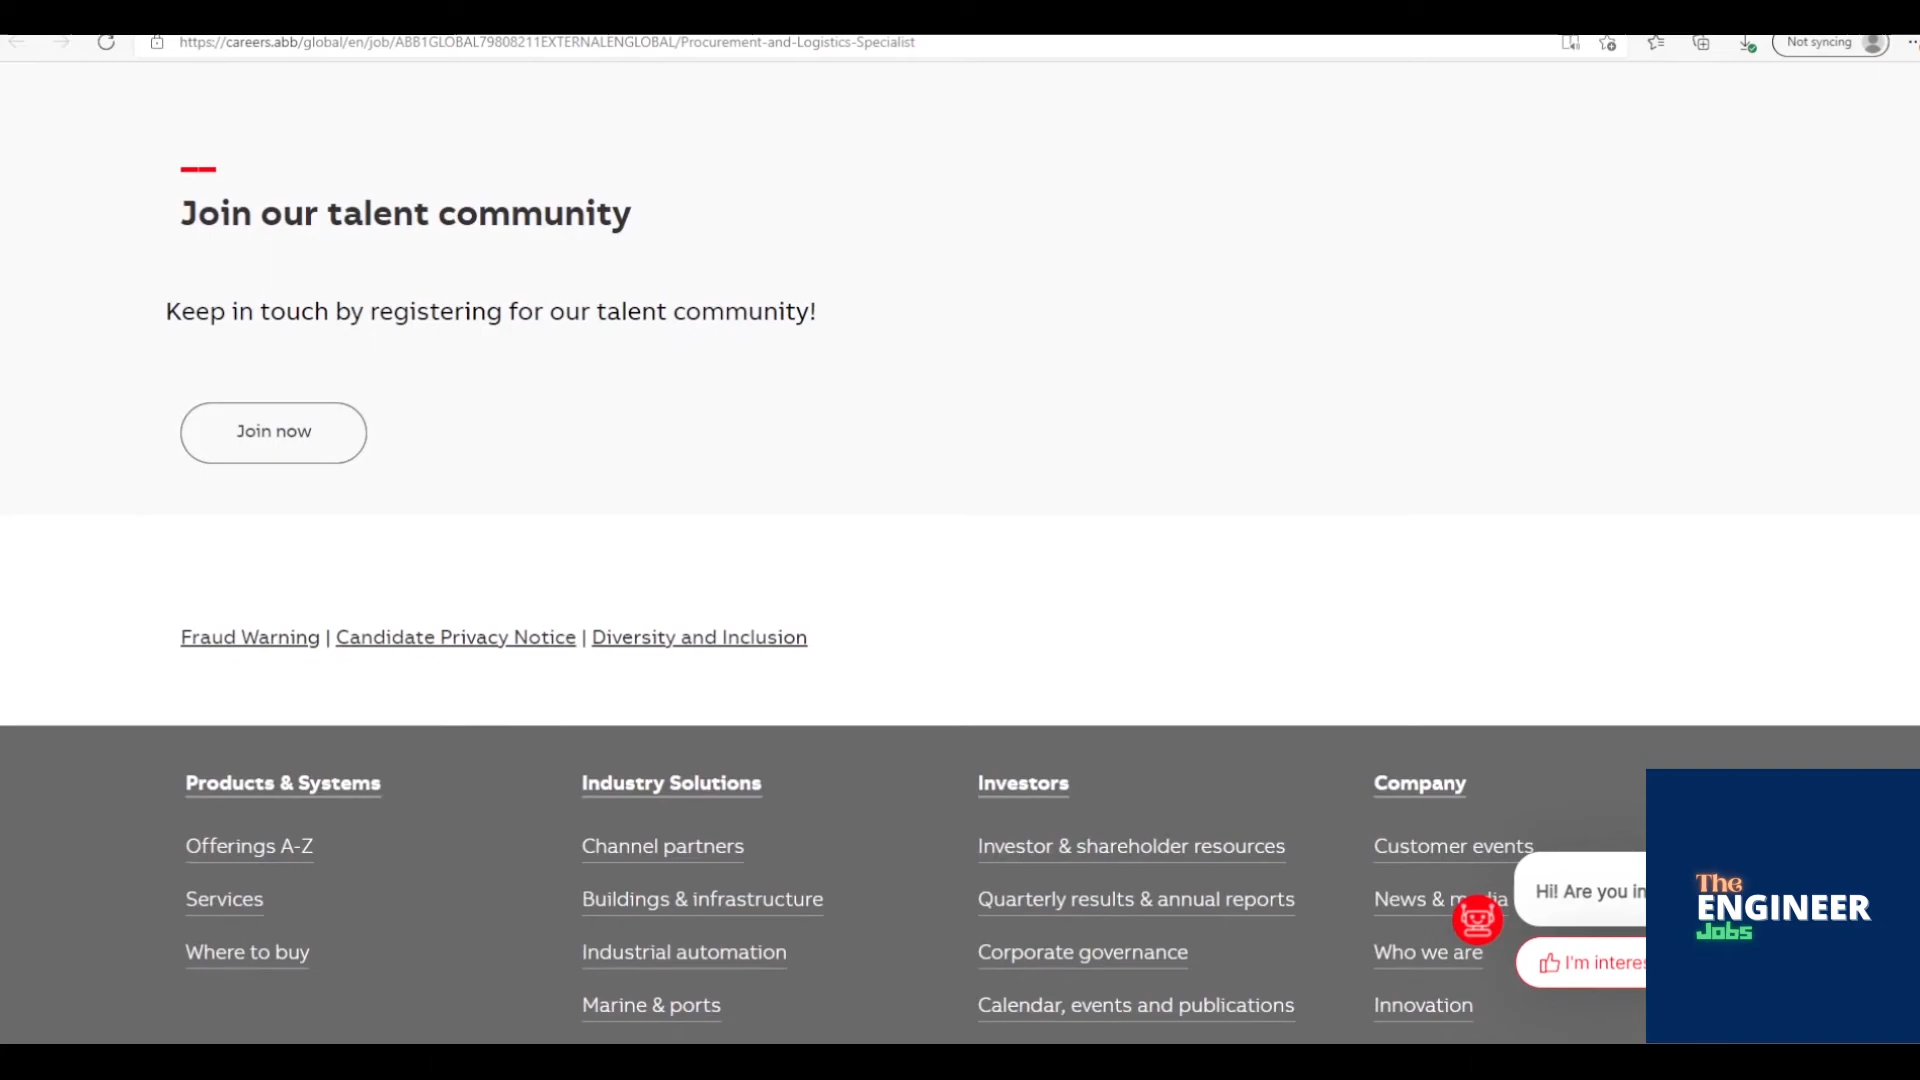 https://careers.abb/global/en/job/ABB1GLOBAL79808211EXTERNALENGLOBAL/Procurement-and-Logistics-Specialist
Not syncing
Join our talent community
Keep in touch by registering for our talent community!
Join now
Fraud Warning | Candidate Privacy Notice | Diversity and Inclusion
Products & Systems
Offerings A-Z
Services
Where to buy
Industry Solutions
Channel partners
Buildings & infrastructure
Industrial automation
Marine & ports
Investors
Investor & shareholder resources
Quarterly results & annual reports
Corporate governance
Calendar, events and publications
Company
Customer events
News &
Who we are
Innovation
Hi! Are you in
I'm interes
The
ENGINEER
Jobs